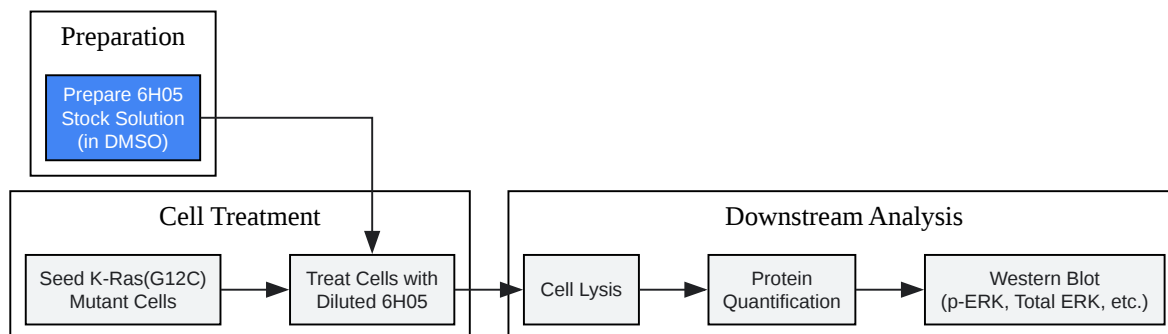 Preparation
Prepare 6H05
Stock Solution
(in DMSO)
Cell Treatment
Seed K-Ras(G12C)
Mutant Cells
Treat Cells with
Diluted 6H05
Downstream Analysis
Cell Lysis
Protein
Quantification
Western Blot
(p-ERK, Total ERK, etc.)